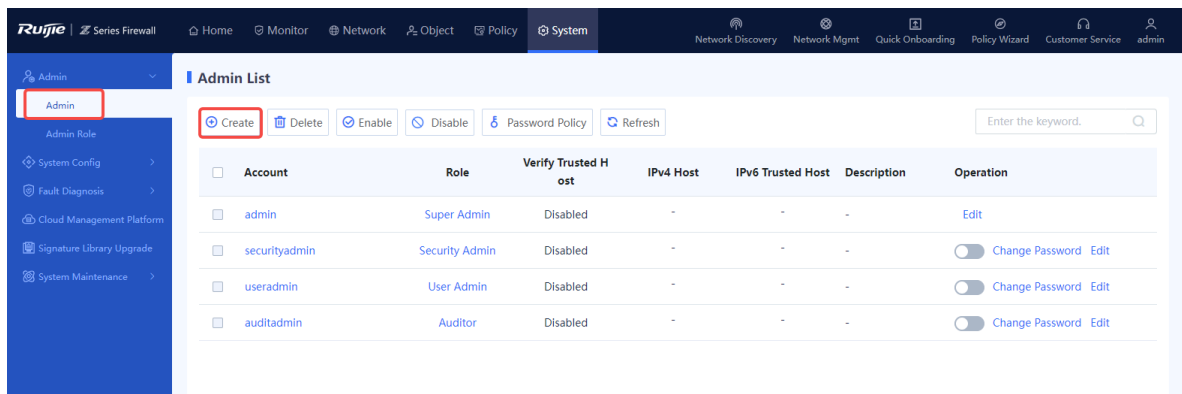 Ruijie | Z Series Firewall
Home
Monitor
Network
Object
Policy
System
Network Discovery
Network Mgmt
Quick Onboarding
Policy Wizard
Customer Service
admin
Admin
Admin
Admin Role
System Config
Fault Diagnosis
Cloud Management Platform
Signature Library Upgrade
System Maintenance
Admin List
Create
Delete
Enable
Disable
Password Policy
Refresh
Enter the keyword.
Account Role Verify Trusted H IPv4 Host IPv6 Trusted Host Description Operation
ost
admin Super Admin Disabled - - - Edit
securityadmin Security Admin Disabled - - - Change Password Edit
useradmin User Admin Disabled - - - Change Password Edit
auditadmin Auditor Disabled - - - Change Password Edit